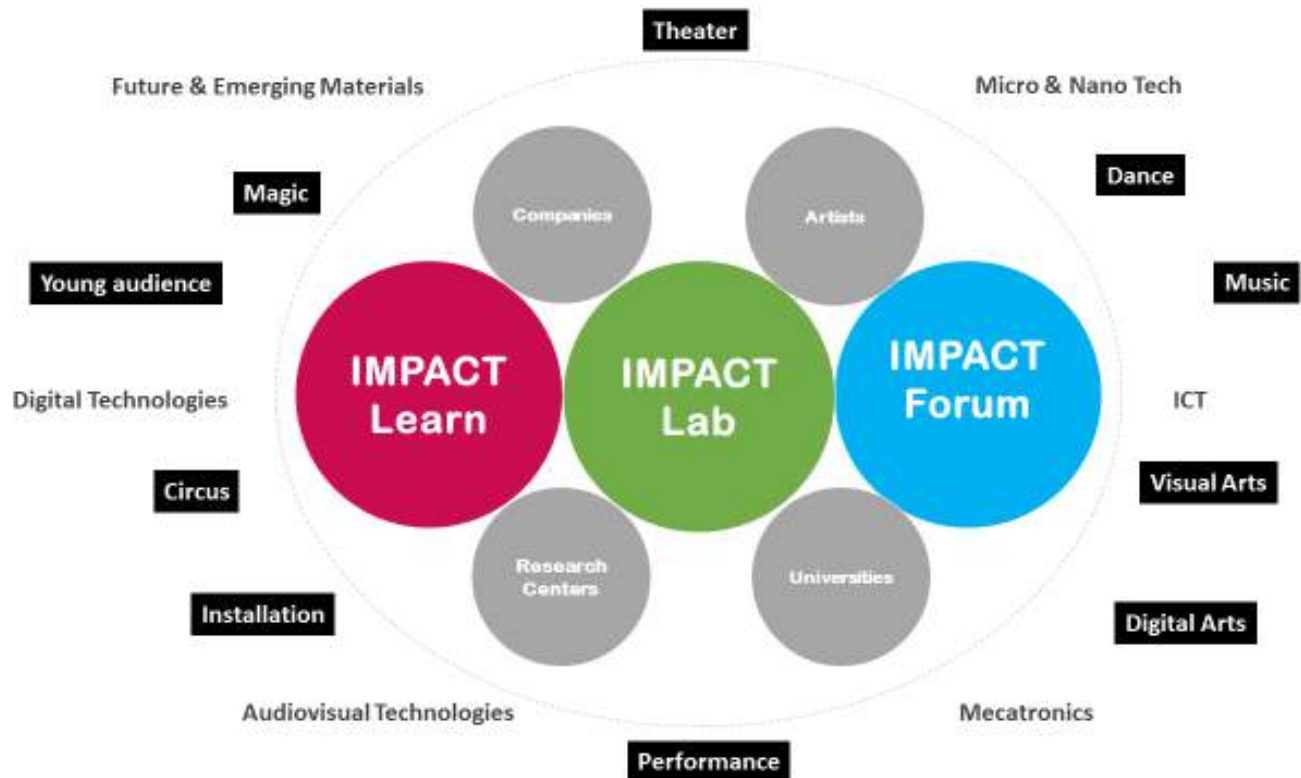 Theater
Future & Emerging Materials
Micro & Nano Tech
Magic
Dance
Companies
Artists
Young audience
Music
IMPACT
Learn
IMPACT
Lab
IMPACT
Forum
Digital Technologies
ICT
Circus
Visual Arts
Research
Centers
Universities
Installation
Digital Arts
Audiovisual Technologies
Mecatronics
Performance